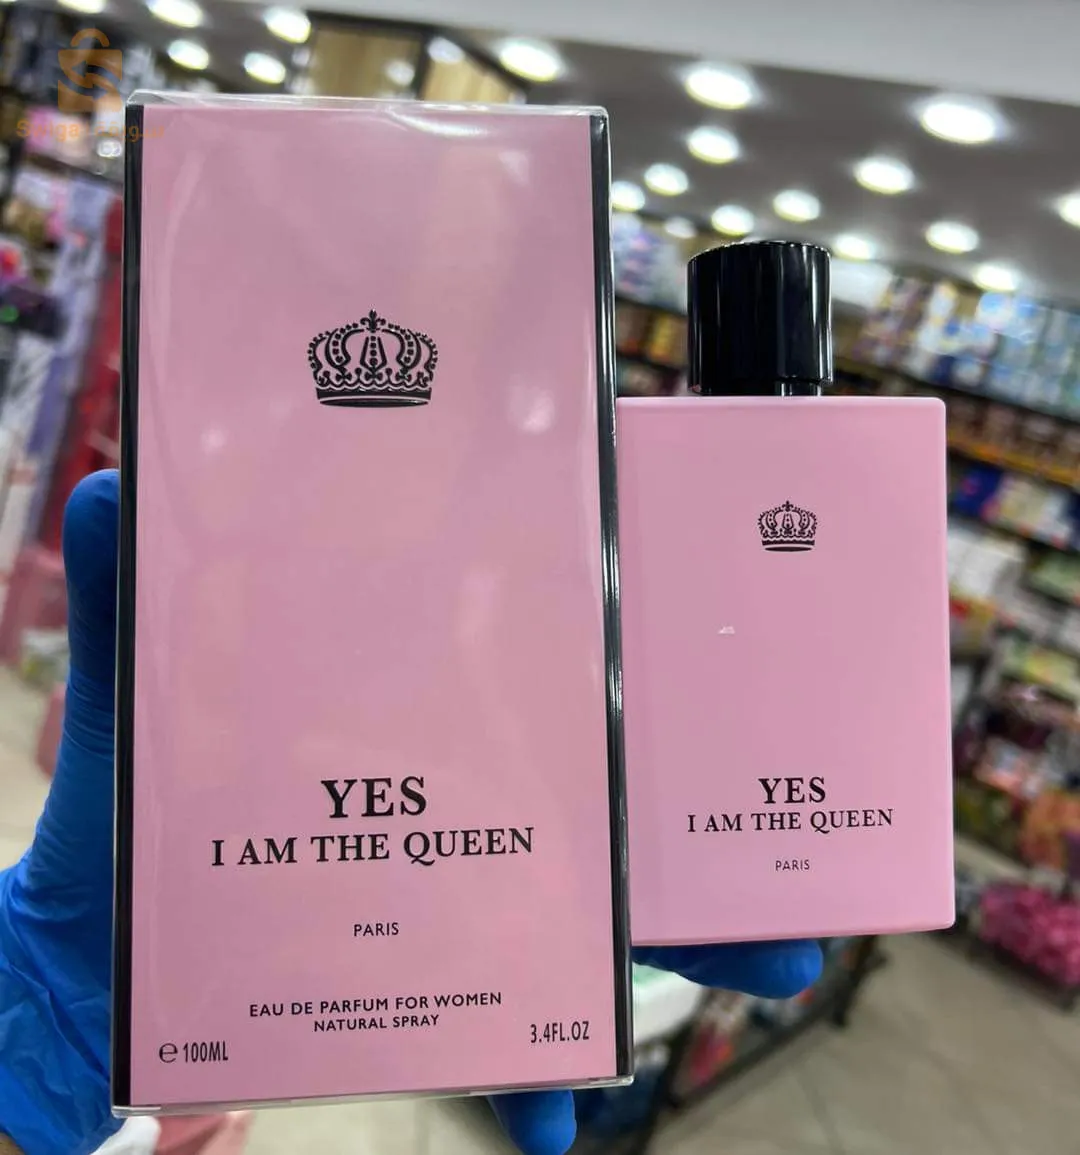 YES
I AM THE QUEEN
PARIS
EAU DE PARFUM FOR WOMEN
NATURAL SPRAY
℮ 100ML
3.4FL.OZ
YES
I AM THE QUEEN
PARIS